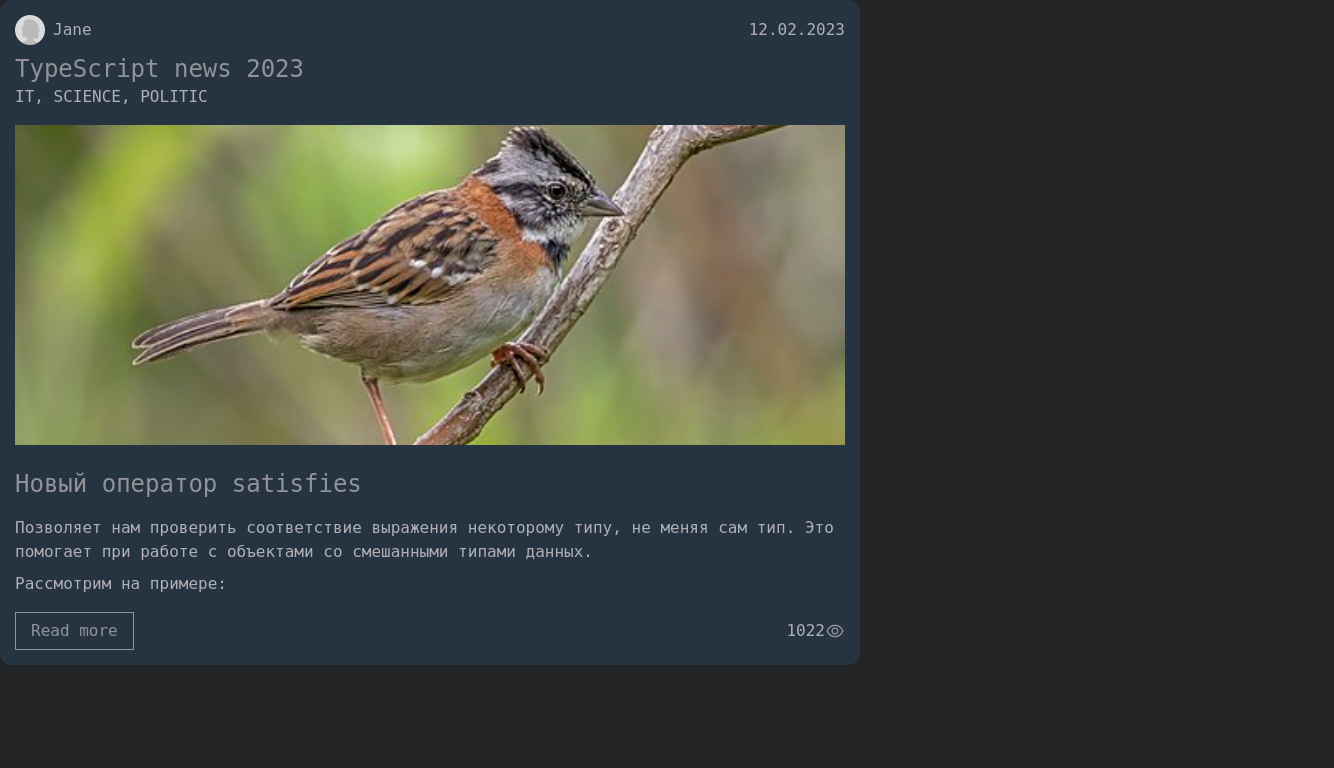 Jane
12.02.2023
TypeScript news 2023
IT, SCIENCE, POLITIC
Новый оператор satisfies
Позволяет нам проверить соответствие выражения некоторому типу, не меняя сам тип. Это
помогает при работе с объектами со смешанными типами данных.
Рассмотрим на примере:
Read more
1022